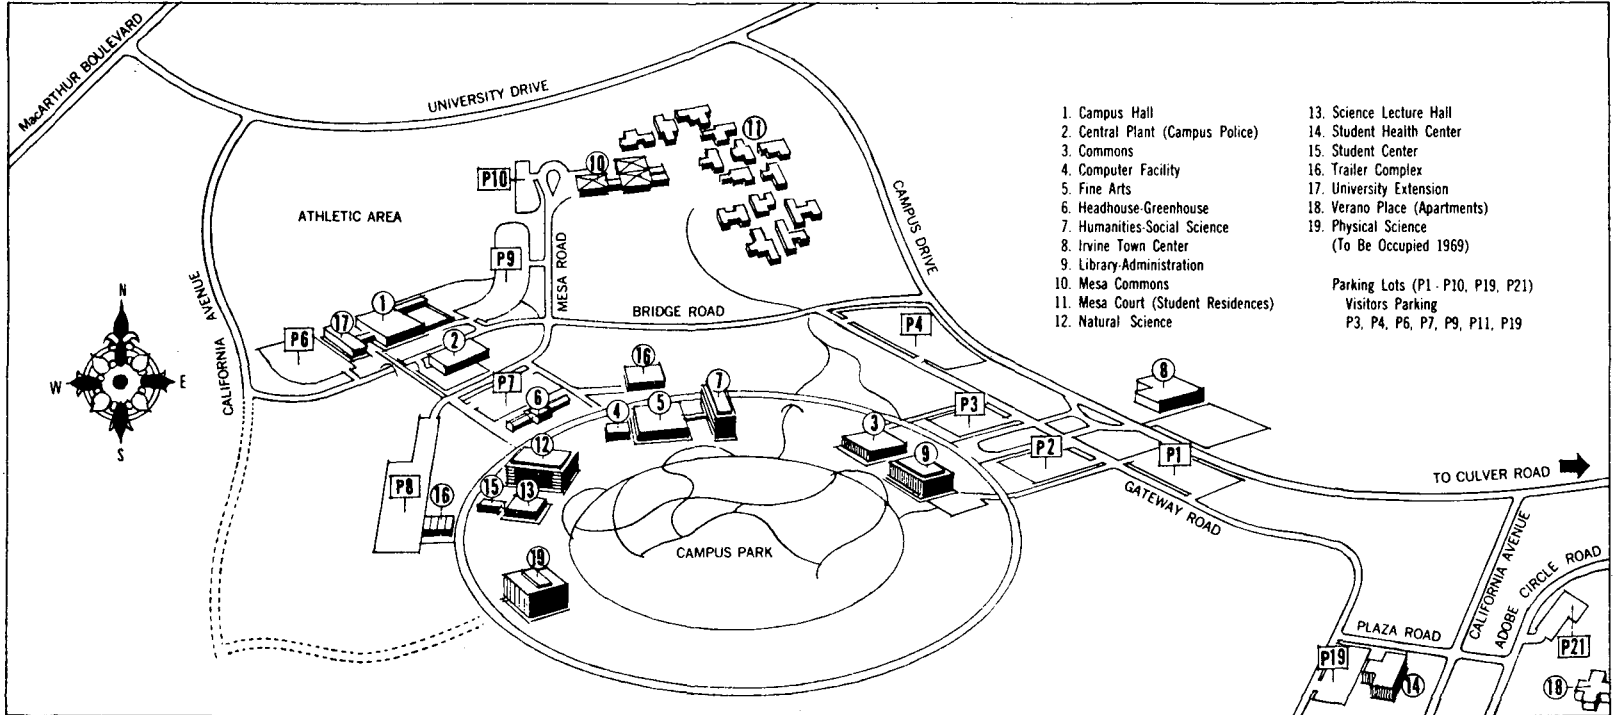 MacARTHUR BOULEVARD
UNIVERSITY DRIVE
CALIFORNIA AVENUE
ATHLETIC AREA
MESA ROAD
BRIDGE ROAD
CAMPUS DRIVE
P10
10
11
P9
1
17
P6
2
P4
N
W
E
S
16
7
P7
6
4
5
8
3
P3
12
9
P2
P1
P8
16
15
13
CAMPUS PARK
19
GATEWAY ROAD
TO CULVER ROAD
CALIFORNIA AVENUE
ADOBE CIRCLE ROAD
PLAZA ROAD
P19
14
P21
18
1. Campus Hall
2. Central Plant (Campus Police)
3. Commons
4. Computer Facility
5. Fine Arts
6. Headhouse-Greenhouse
7. Humanities-Social Science
8. Irvine Town Center
9. Library-Administration
10. Mesa Commons
11. Mesa Court (Student Residences)
12. Natural Science
13. Science Lecture Hall
14. Student Health Center
15. Student Center
16. Trailer Complex
17. University Extension
18. Verano Place (Apartments)
19. Physical Science
(To Be Occupied 1969)
Parking Lots (P1 - P10, P19, P21)
Visitors Parking
P3, P4, P6, P7, P9, P11, P19